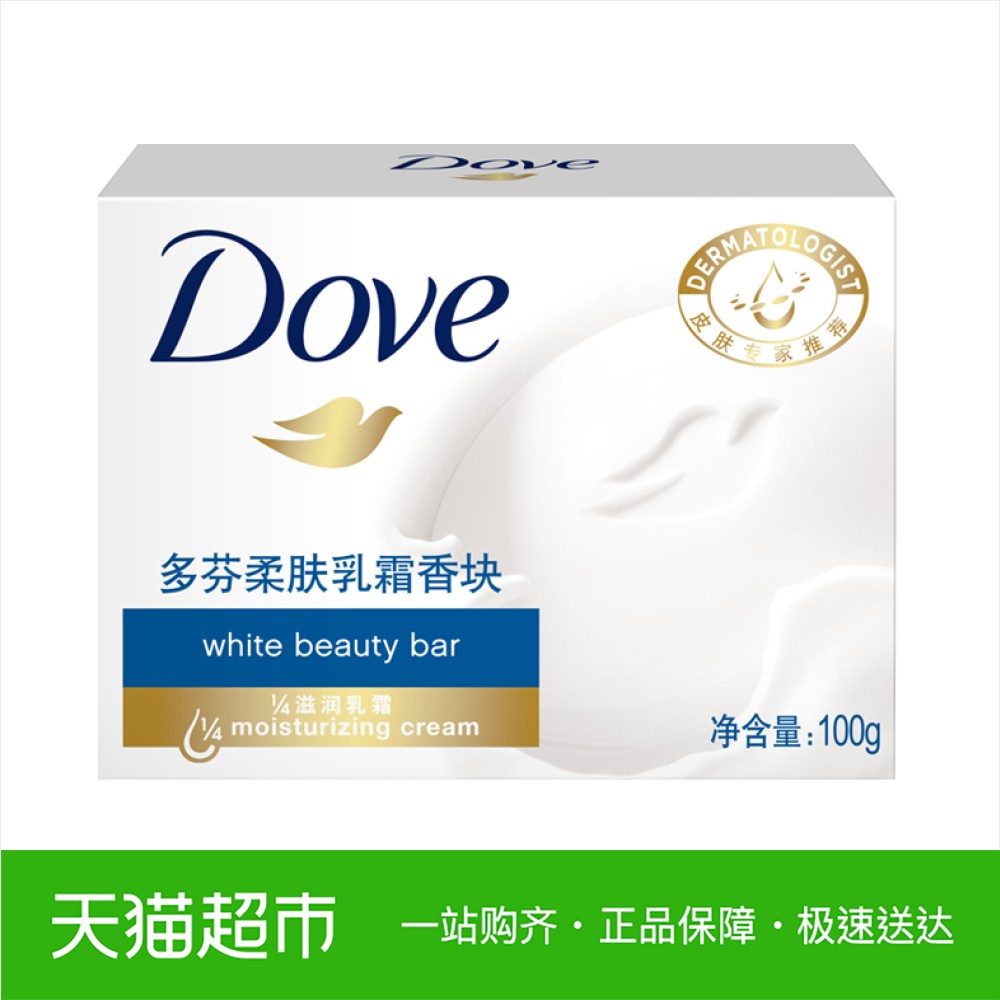 Dove
Dove
DERMATOLOGIST
皮肤专家推荐
多芬柔肤乳霜香块
white beauty bar
¼滋润乳霜
¼ moisturizing cream
净含量:100g
天猫超市
一站购齐·正品保障·极速送达